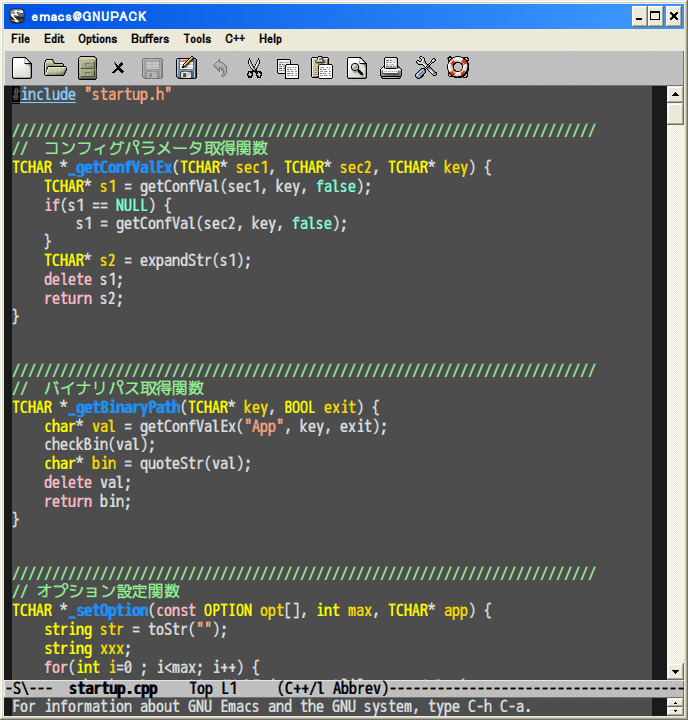 emacs@GNUPACK
File Edit Options Buffers Tools C++ Help
#include "startup.h"
/////////////////////////////////////////////////////////////////////////
// コンフィグパラメータ取得関数
TCHAR *_getConfValEx(TCHAR* sec1, TCHAR* sec2, TCHAR* key) {
    TCHAR* s1 = getConfVal(sec1, key, false);
    if(s1 == NULL) {
        s1 = getConfVal(sec2, key, false);
    }
    TCHAR* s2 = expandStr(s1);
    delete s1;
    return s2;
}
/////////////////////////////////////////////////////////////////////////
// バイナリパス取得関数
TCHAR *_getBinaryPath(TCHAR* key, BOOL exit) {
    char* val = getConfValEx("App", key, exit);
    checkBin(val);
    char* bin = quoteStr(val);
    delete val;
    return bin;
}
/////////////////////////////////////////////////////////////////////////
// オプション設定関数
TCHAR *_setOption(const OPTION opt[], int max, TCHAR* app) {
    string str = toStr("");
    string xxx;
    for(int i=0 ; i<max; i++) {
-S\--- startup.cpp Top L1 (C++/l Abbrev)-------------------------------------
For information about GNU Emacs and the GNU system, type C-h C-a.